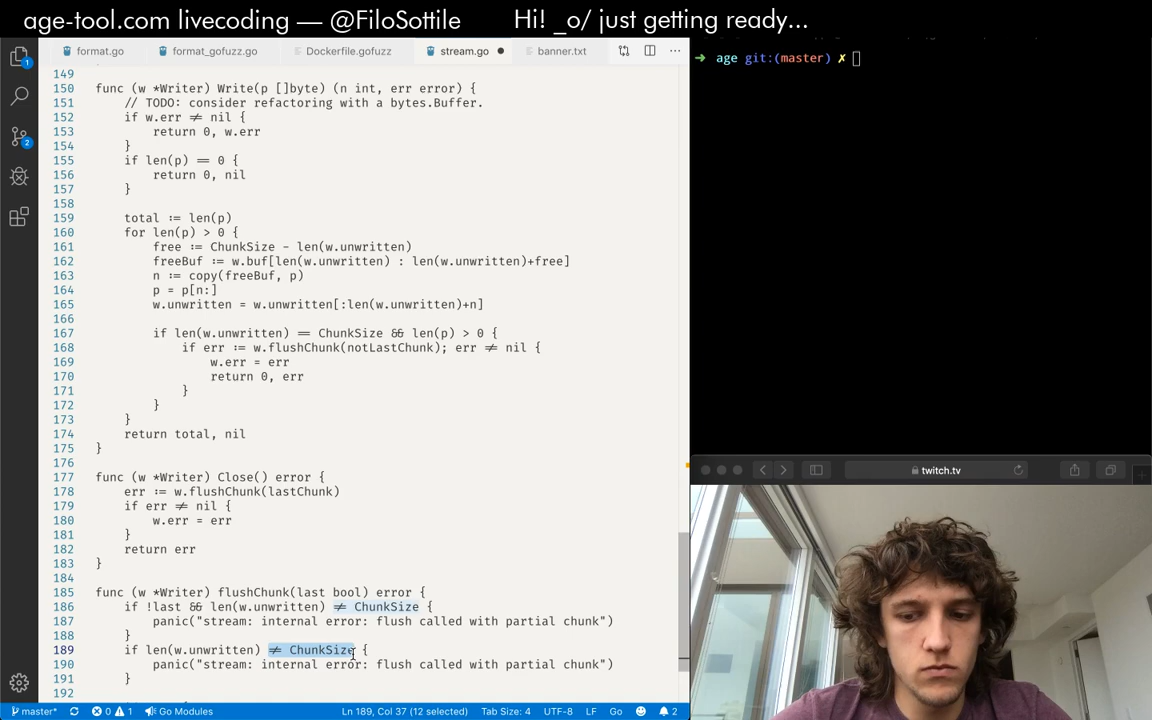 age-tool.com livecoding — @FiloSottile
Hi! _o/ just getting ready...
format.go
format_gofuzz.go
Dockerfile.gofuzz
stream.go
banner.txt
149
150 func (w *Writer) Write(p []byte) (n int, err error) {
151 // TODO: consider refactoring with a bytes.Buffer.
152 if w.err ≠ nil {
153 return 0, w.err
154 }
155 if len(p) == 0 {
156 return 0, nil
157 }
158
159 total := len(p)
160 for len(p) > 0 {
161 free := ChunkSize - len(w.unwritten)
162 freeBuf := w.buf[len(w.unwritten) : len(w.unwritten)+free]
163 n := copy(freeBuf, p)
164 p = p[n:]
165 w.unwritten = w.unwritten[:len(w.unwritten)+n]
166
167 if len(w.unwritten) == ChunkSize && len(p) > 0 {
168 if err := w.flushChunk(notLastChunk); err ≠ nil {
169 w.err = err
170 return 0, err
171 }
172 }
173 }
174 return total, nil
175 }
176
177 func (w *Writer) Close() error {
178 err := w.flushChunk(lastChunk)
179 if err ≠ nil {
180 w.err = err
181 }
182 return err
183 }
184
185 func (w *Writer) flushChunk(last bool) error {
186 if !last && len(w.unwritten) ≠ ChunkSize {
187 panic("stream: internal error: flush called with partial chunk")
188 }
189 if len(w.unwritten) ≠ ChunkSize {
190 panic("stream: internal error: flush called with partial chunk")
191 }
192
master* 0 1 Go Modules Ln 189, Col 37 (12 selected) Tab Size: 4 UTF-8 LF Go 2
1
2
→ age git:(master) ✗
twitch.tv